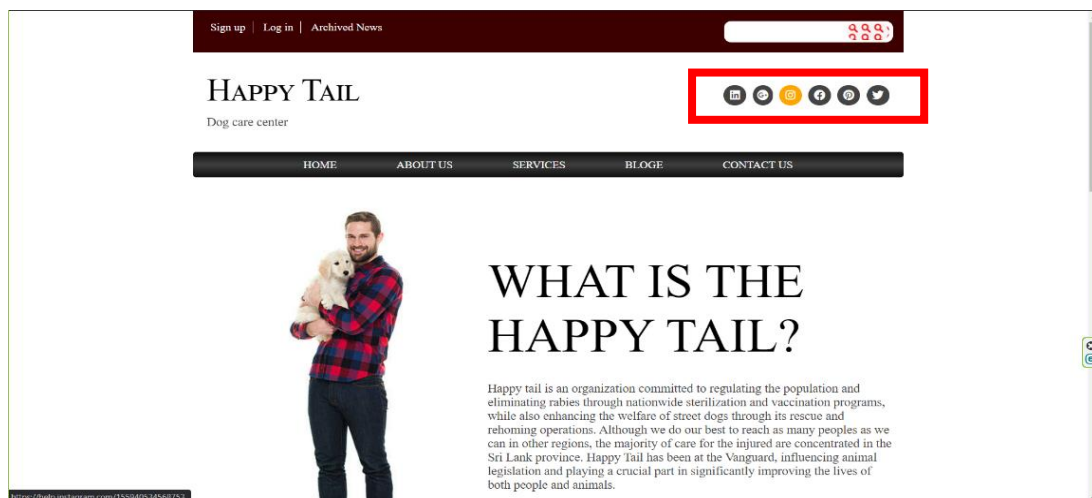 Sign up | Log in | Archived News
HAPPY TAIL
Dog care center
HOME ABOUT US SERVICES BLOGE CONTACT US
WHAT IS THE
HAPPY TAIL?
Happy tail is an organization committed to regulating the population and
eliminating rabies through nationwide sterilization and vaccination programs,
while also enhancing the welfare of street dogs through its rescue and
rehoming operations. Although we do our best to reach as many peoples as we
can in other regions, the majority of care for the injured are concentrated in the
Sri Lank province. Happy Tail has been at the Vanguard, influencing animal
legislation and playing a crucial part in significantly improving the lives of
both people and animals.